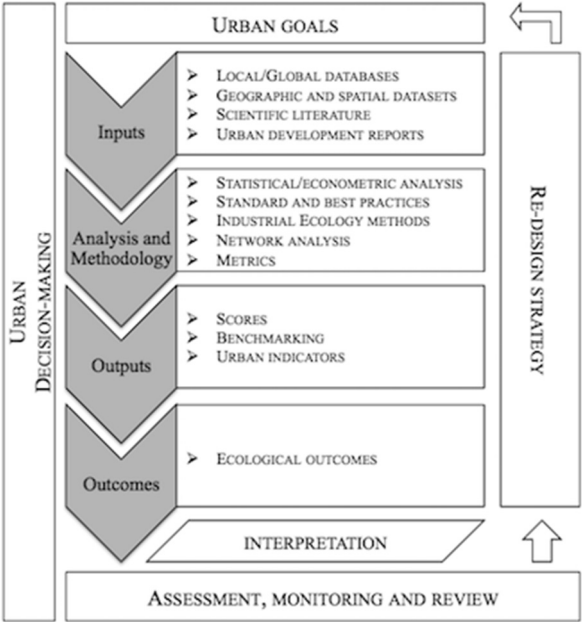 URBAN GOALS
Inputs
➢ LOCAL/GLOBAL DATABASES
➢ GEOGRAPHIC AND SPATIAL DATASETS
➢ SCIENTIFIC LITERATURE
➢ URBAN DEVELOPMENT REPORTS
Analysis and
Methodology
➢ STATISTICAL/ECONOMETRIC ANALYSIS
➢ STANDARD AND BEST PRACTICES
➢ INDUSTRIAL ECOLOGY METHODS
➢ NETWORK ANALYSIS
➢ METRICS
Outputs
➢ SCORES
➢ BENCHMARKING
➢ URBAN INDICATORS
Outcomes
➢ ECOLOGICAL OUTCOMES
INTERPRETATION
ASSESSMENT, MONITORING AND REVIEW
URBAN
DECISION-MAKING
RE-DESIGN STRATEGY